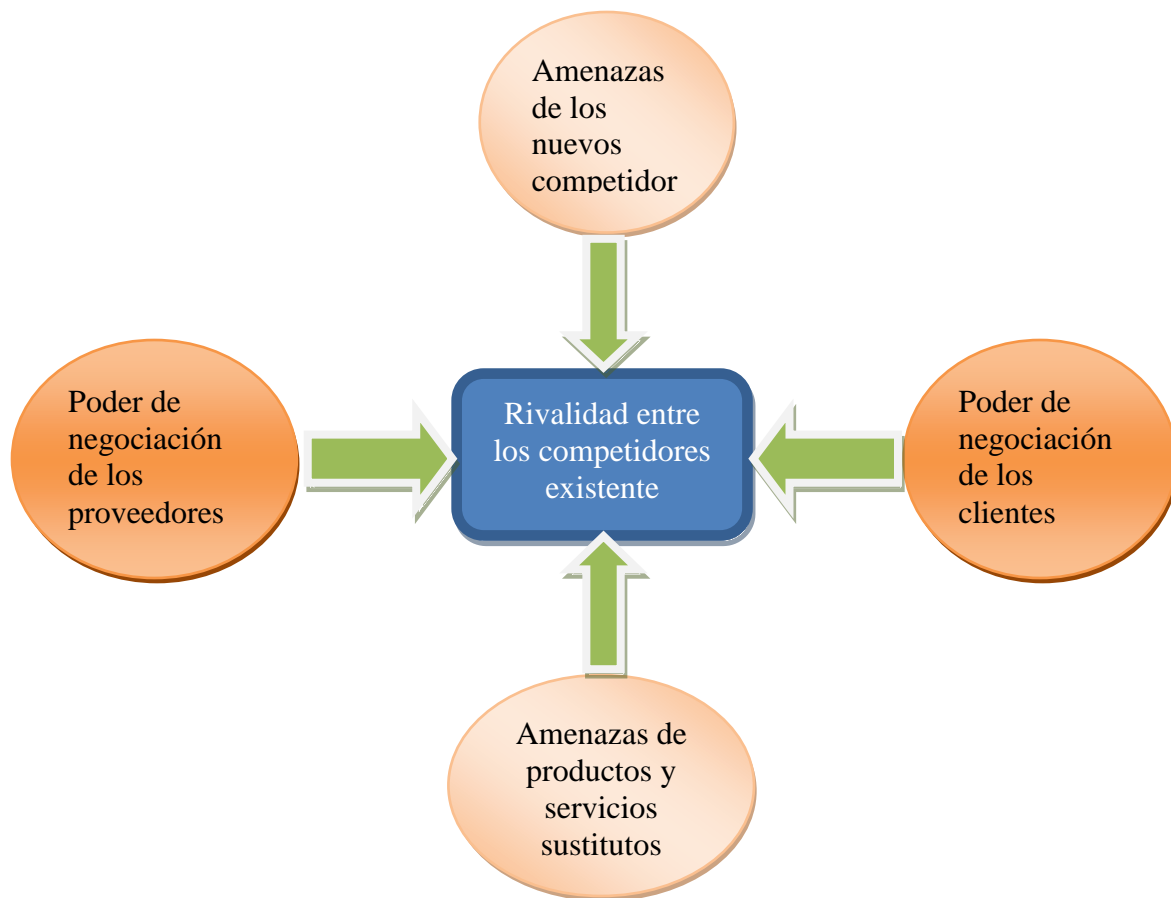 Amenazas
de los
nuevos
competidor
Poder de
negociación
de los
proveedores
Rivalidad entre
los competidores
existente
Poder de
negociación
de los
clientes
Amenazas de
productos y
servicios
sustitutos